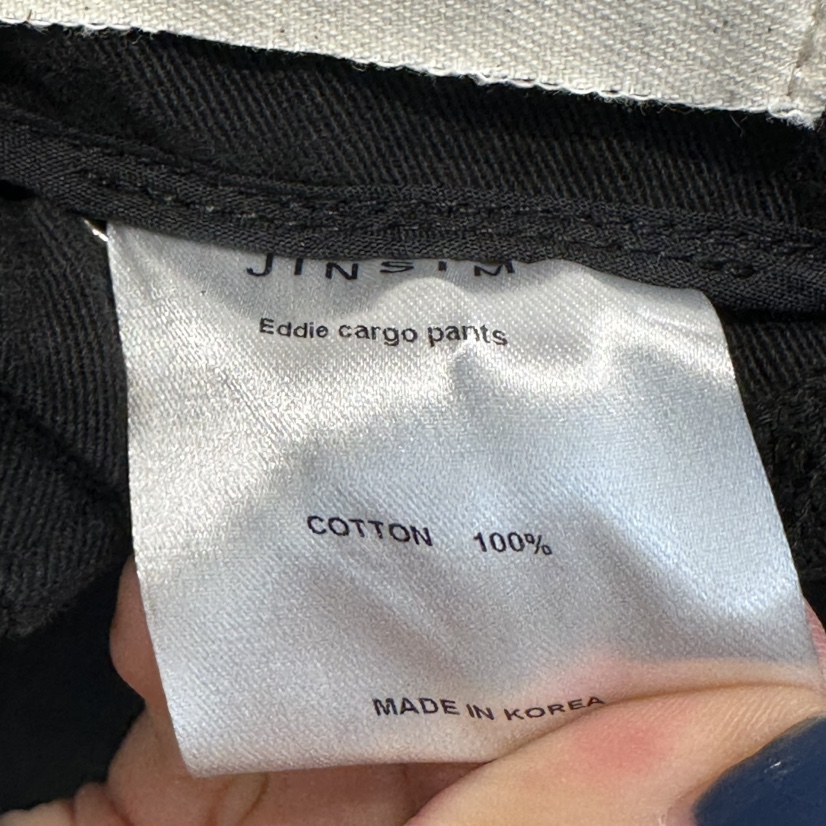 JINSIM
Eddie cargo pants
COTTON 100%
MADE IN KOREA